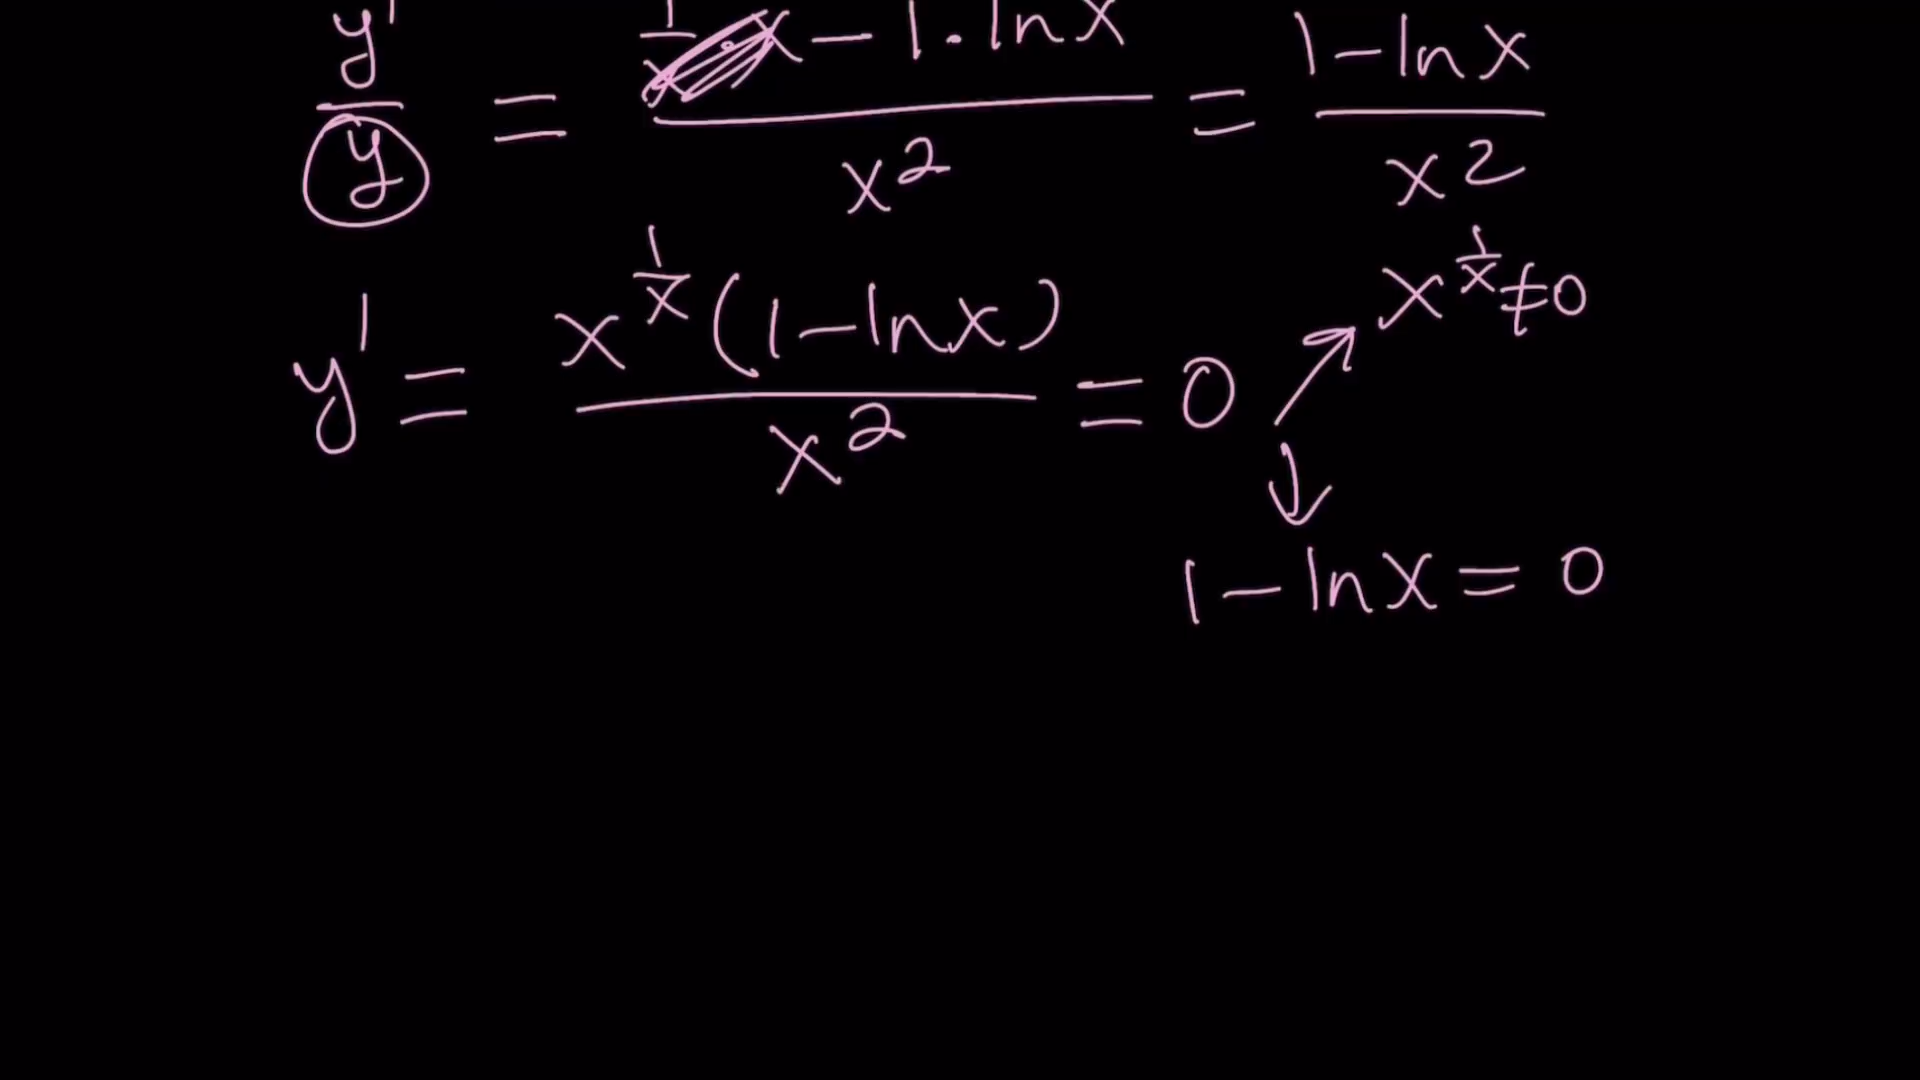 y'/y = (1/x · x − 1 · ln x)/x² = (1 − ln x)/x²
y' = x^(1/x) (1 − ln x)/x² = 0
x^(1/x) ≠ 0
1 − ln x = 0